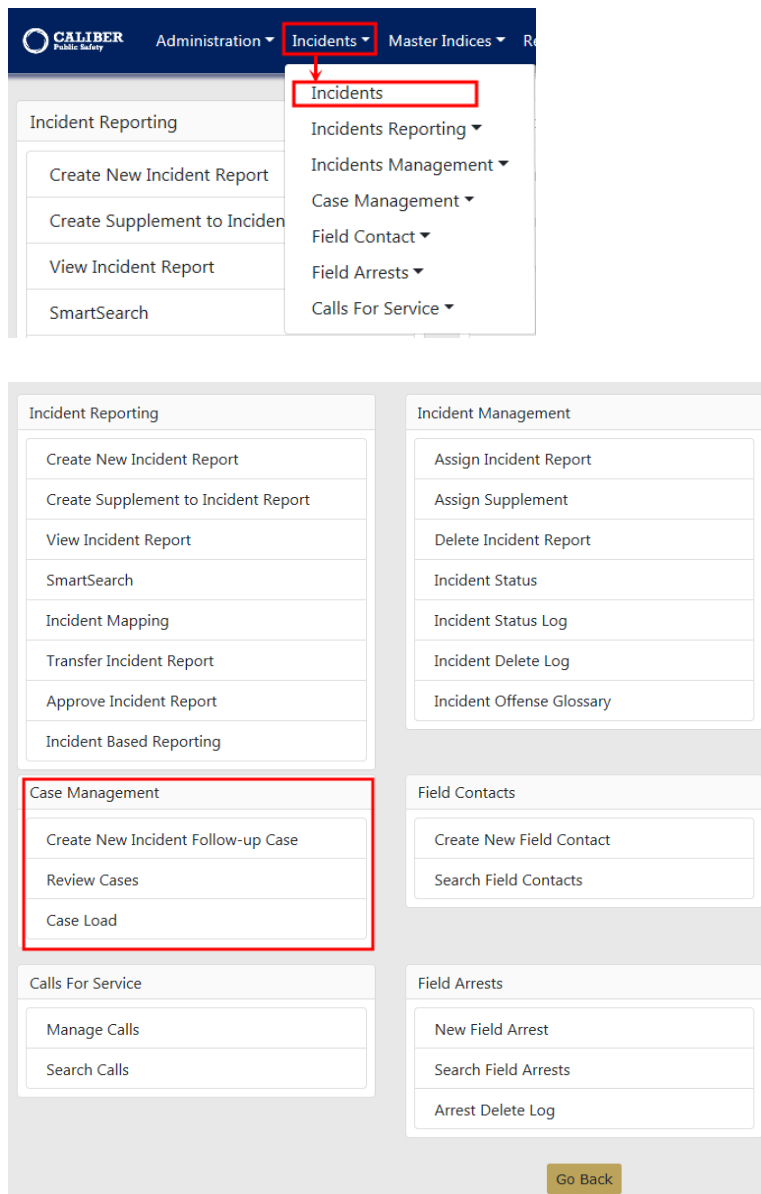 CALIBER
Public Safety
Administration Incidents Master Indices
Incidents
Incidents Reporting
Incidents Management
Case Management
Field Contact
Field Arrests
Calls For Service
Incident Reporting
Create New Incident Report
Create Supplement to Inciden
View Incident Report
SmartSearch
Incident Reporting
Create New Incident Report
Create Supplement to Incident Report
View Incident Report
SmartSearch
Incident Mapping
Transfer Incident Report
Approve Incident Report
Incident Based Reporting
Incident Management
Assign Incident Report
Assign Supplement
Delete Incident Report
Incident Status
Incident Status Log
Incident Delete Log
Incident Offense Glossary
Case Management
Create New Incident Follow-up Case
Review Cases
Case Load
Field Contacts
Create New Field Contact
Search Field Contacts
Calls For Service
Manage Calls
Search Calls
Field Arrests
New Field Arrest
Search Field Arrests
Arrest Delete Log
Go Back